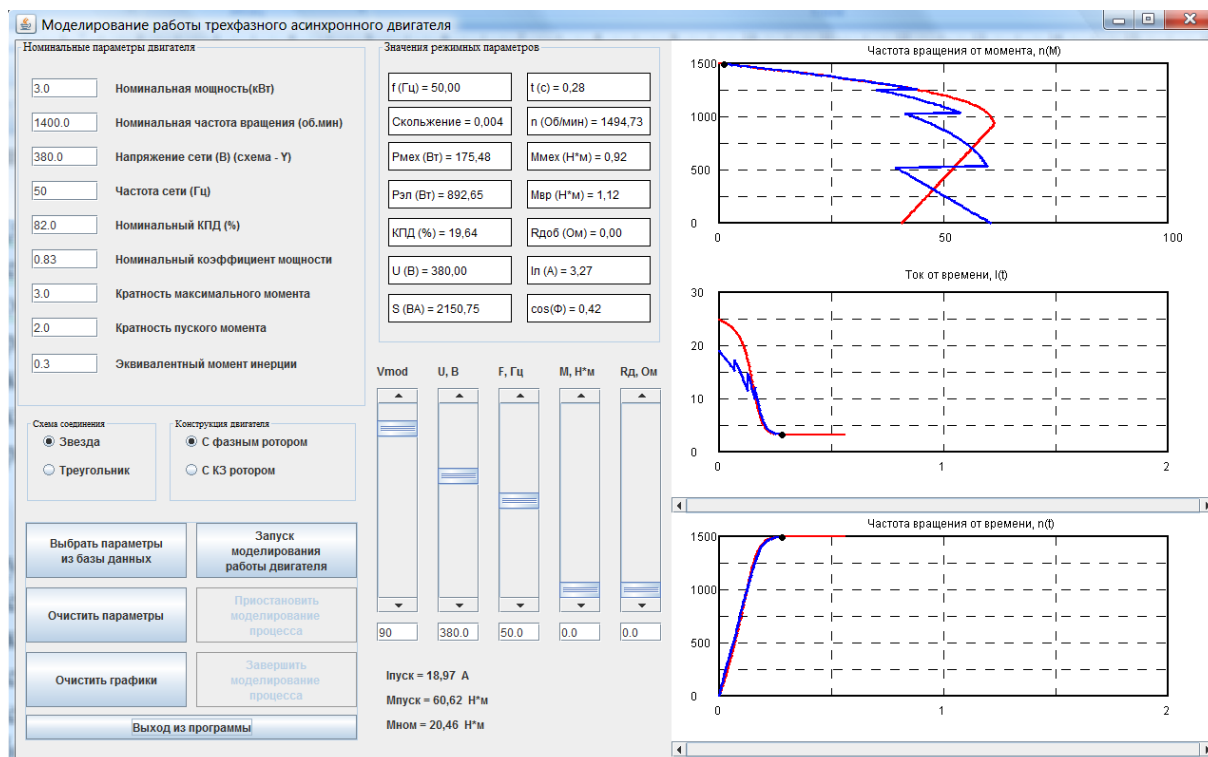 Моделирование работы трехфазного асинхронного двигателя
Номинальные параметры двигателя
3.0 Номинальная мощность(кВт)
1400.0 Номинальная частота вращения (об.мин)
380.0 Напряжение сети (В) (схема - Y)
50 Частота сети (Гц)
82.0 Номинальный КПД (%)
0.83 Номинальный коэффициент мощности
3.0 Кратность максимального момента
2.0 Кратность пуского момента
0.3 Эквивалентный момент инерции
Схема соединения
Звезда
Треугольник
Конструкция двигателя
С фазным ротором
С КЗ ротором
Выбрать параметры
из базы данных
Запуск
моделирования
работы двигателя
Очистить параметры
Приостановить
моделирование
процесса
Очистить графики
Завершить
моделирование
процесса
Выход из программы
Значения режимных параметров
f (Гц) = 50,00 t (с) = 0,28
Скольжение = 0,004 n (Об/мин) = 1494,73
Рмех (Вт) = 175,48 Ммех (Н*м) = 0,92
Рэл (Вт) = 892,65 Мвр (Н*м) = 1,12
КПД (%) = 19,64 Rдоб (Ом) = 0,00
U (В) = 380,00 Iл (А) = 3,27
S (ВА) = 2150,75 cos(Ф) = 0,42
Vmod U, В F, Гц М, Н*м Rд, Ом
90 380.0 50.0 0.0 0.0
Iпуск = 18,97 А
Мпуск = 60,62 Н*м
Мном = 20,46 Н*м
Частота вращения от момента, n(M)
1500
1000
500
0
0 50 100
Ток от времени, I(t)
30
20
10
0
0 1 2
Частота вращения от времени, n(t)
1500
1000
500
0
0 1 2